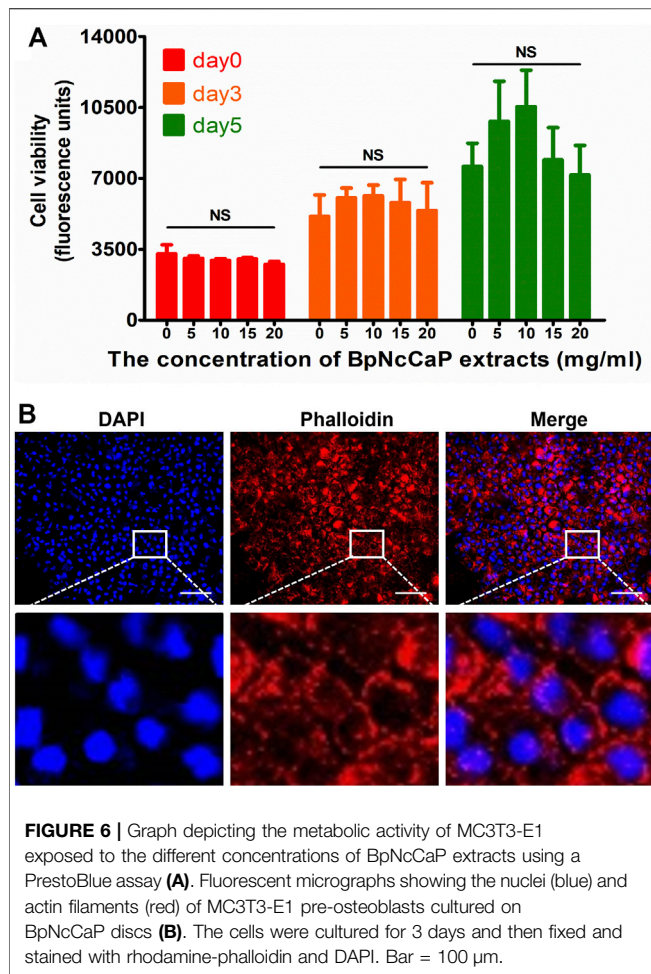 A
14000
10500
7000
3500
0
Cell viability
(fluorescence units)
day0
day3
day5
NS
NS
NS
0 5 10 15 20 0 5 10 15 20 0 5 10 15 20
The concentration of BpNcCaP extracts (mg/ml)
B
DAPI Phalloidin Merge
FIGURE 6 | Graph depicting the metabolic activity of MC3T3-E1
exposed to the different concentrations of BpNcCaP extracts using a
PrestoBlue assay (A). Fluorescent micrographs showing the nuclei (blue) and
actin filaments (red) of MC3T3-E1 pre-osteoblasts cultured on
BpNcCaP discs (B). The cells were cultured for 3 days and then fixed and
stained with rhodamine-phalloidin and DAPI. Bar = 100 μm.